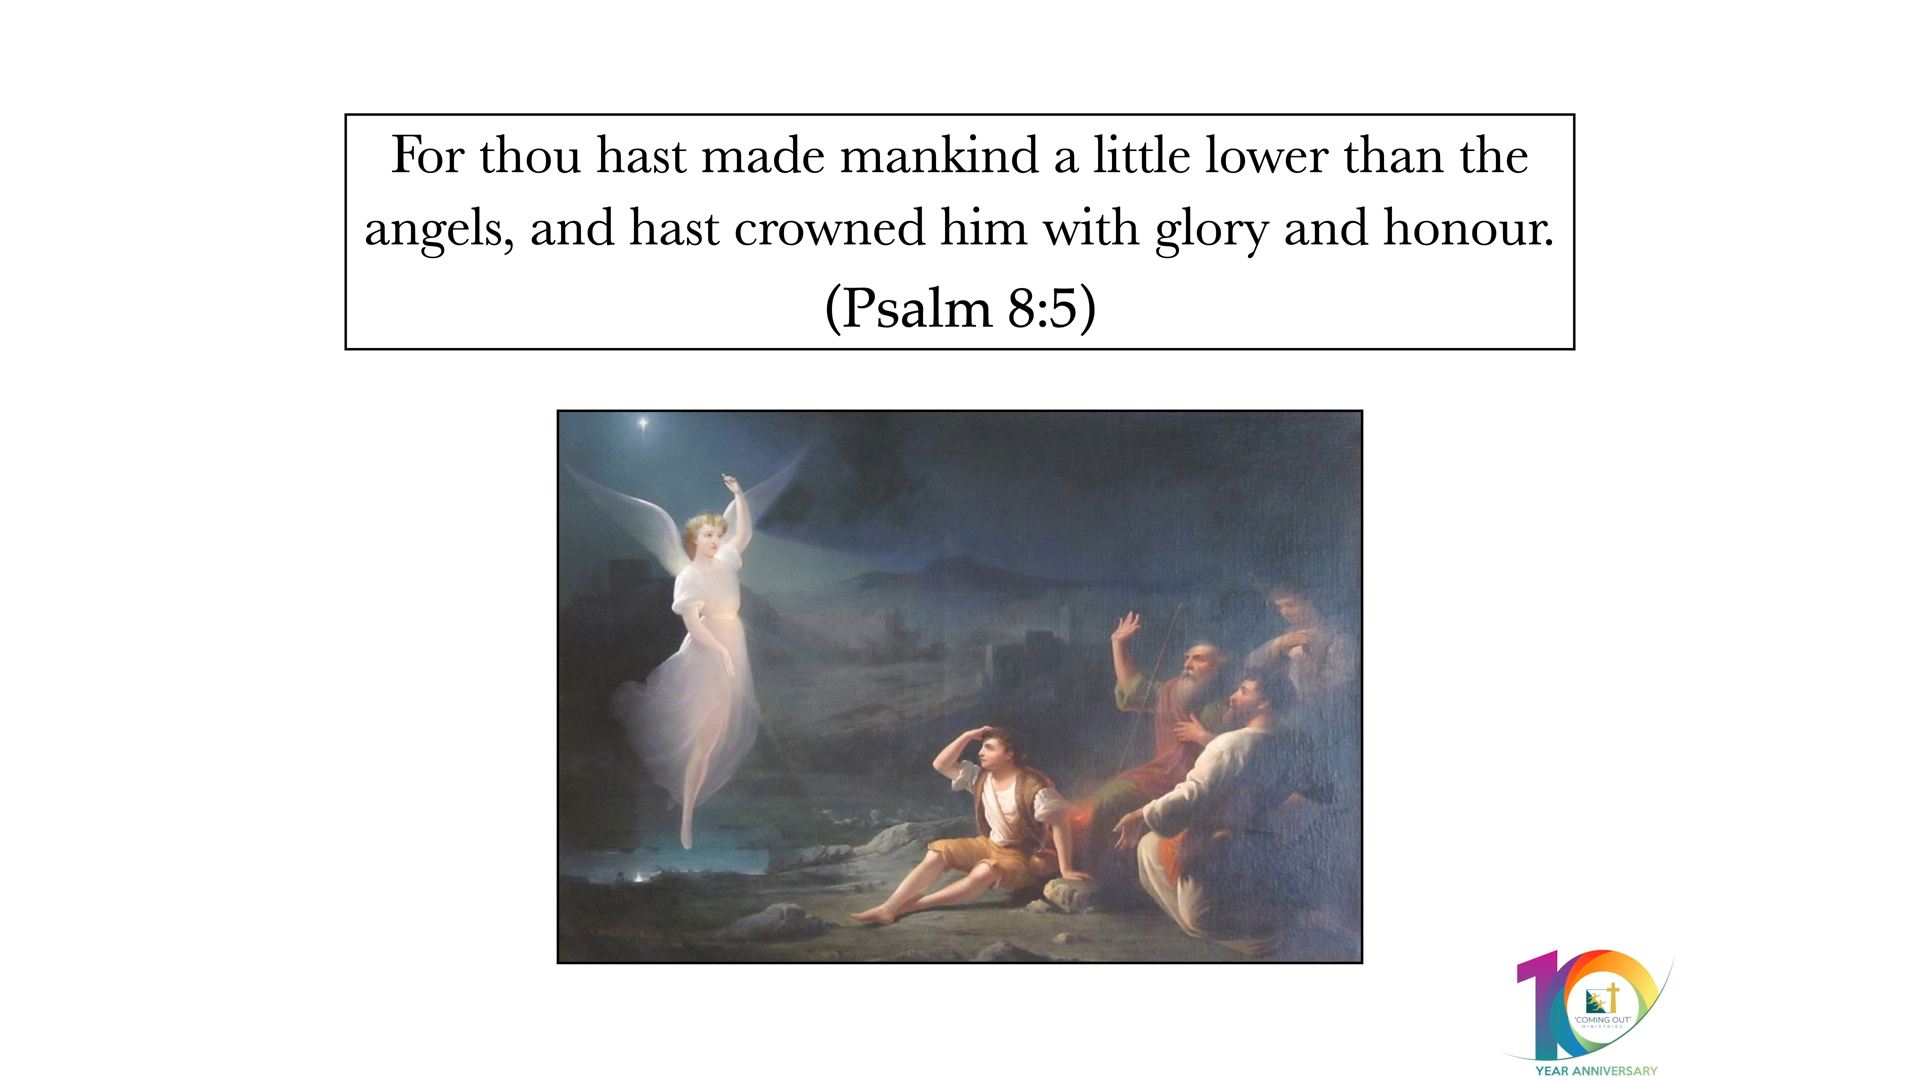 For thou hast made mankind a little lower than the
angels, and hast crowned him with glory and honour.
(Psalm 8:5)
10
'COMING OUT'
MINISTRIES
YEAR ANNIVERSARY